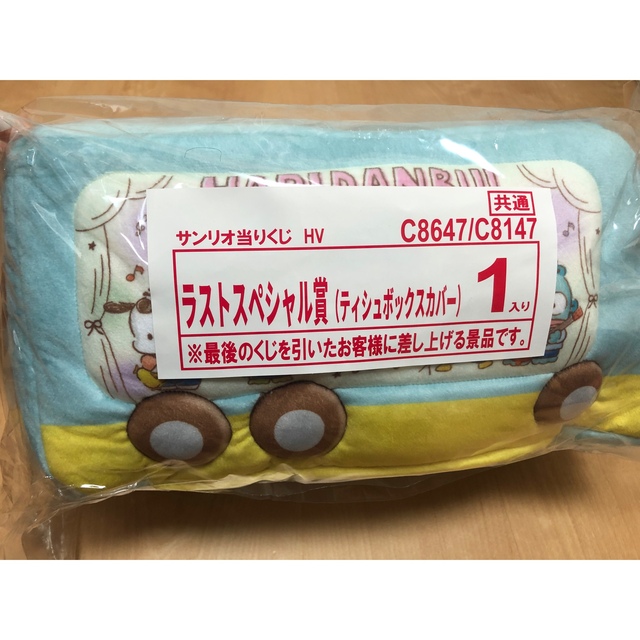 HAPIDANBUI
共通
サンリオ当りくじ HV C8647/C8147
ラストスペシャル賞(ティシュボックスカバー) 1入り
※最後のくじを引いたお客様に差し上げる景品です。